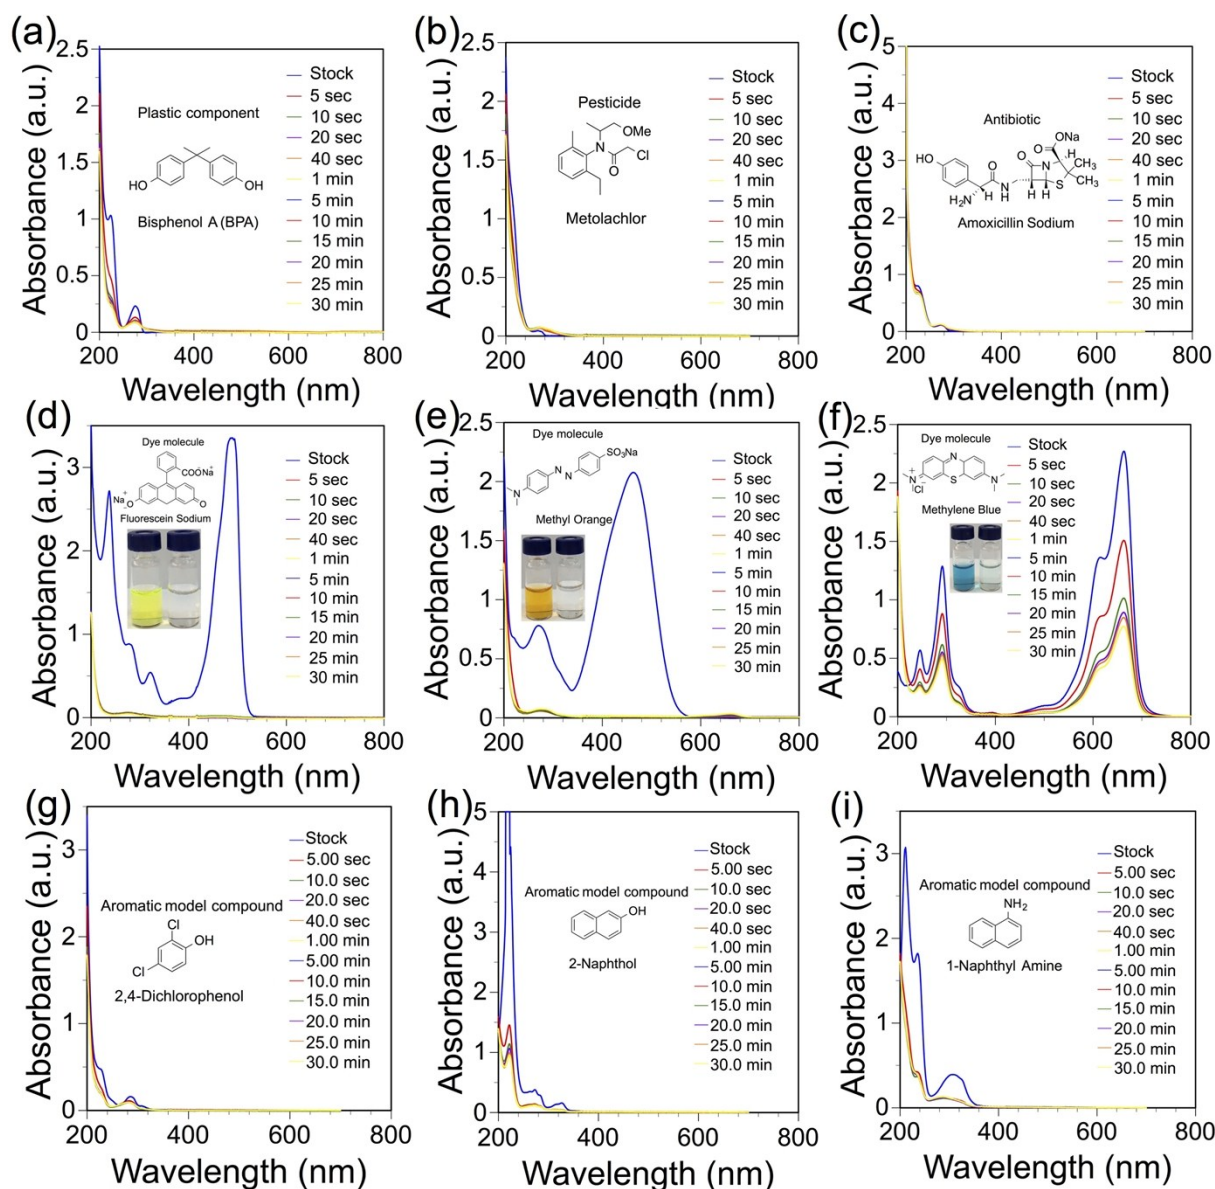 (a)
Absorbance (a.u.)
2.5
2
1.5
1
0.5
0
200
400
600
800
Wavelength (nm)
Plastic component
HO
OH
Bisphenol A (BPA)
Stock
5 sec
10 sec
20 sec
40 sec
1 min
5 min
10 min
15 min
20 min
25 min
30 min
(b)
Absorbance (a.u.)
2.5
2
1.5
1
0.5
0
200
400
600
800
Wavelength (nm)
Pesticide
OMe
N
Cl
O
Metolachlor
Stock
5 sec
10 sec
20 sec
40 sec
1 min
5 min
10 min
15 min
20 min
25 min
30 min
(c)
Absorbance (a.u.)
5
4
3
2
1
0
200
400
600
800
Wavelength (nm)
Antibiotic
ONa
O
H
HO
O
N
CH₃
O
S
CH₃
N
H
H
H
H
H₂N
Amoxicillin Sodium
Stock
5 sec
10 sec
20 sec
40 sec
1 min
5 min
10 min
15 min
20 min
25 min
30 min
(d)
Absorbance (a.u.)
3
2
1
0
200
400
600
800
Wavelength (nm)
Dye molecule
COONa
Na
O
O
O
Fluorescein Sodium
Stock
5 sec
10 sec
20 sec
40 sec
1 min
5 min
10 min
15 min
20 min
25 min
30 min
(e)
Absorbance (a.u.)
2.5
2
1.5
1
0.5
0
200
400
600
800
Wavelength (nm)
Dye molecule
SO₃Na
N
N
N
Methyl Orange
Stock
5 sec
10 sec
20 sec
40 sec
1 min
5 min
10 min
15 min
20 min
25 min
30 min
(f)
Absorbance (a.u.)
2.5
2
1.5
1
0.5
0
200
400
600
800
Wavelength (nm)
Dye molecule
N
N
Cl
S
N
Methylene Blue
Stock
5 sec
10 sec
20 sec
40 sec
1 min
5 min
10 min
15 min
20 min
25 min
30 min
(g)
Absorbance (a.u.)
3
2
1
0
200
400
600
800
Wavelength (nm)
Aromatic model compound
Cl
OH
Cl
2,4-Dichlorophenol
Stock
5.00 sec
10.0 sec
20.0 sec
40.0 sec
1.00 min
5.00 min
10.0 min
15.0 min
20.0 min
25.0 min
30.0 min
(h)
Absorbance (a.u.)
5
4
3
2
1
0
200
400
600
800
Wavelength (nm)
Aromatic model compound
OH
2-Naphthol
Stock
5.00 sec
10.0 sec
20.0 sec
40.0 sec
1.00 min
5.00 min
10.0 min
15.0 min
20.0 min
25.0 min
30.0 min
(i)
Absorbance (a.u.)
3
2
1
0
200
400
600
800
Wavelength (nm)
Aromatic model compound
NH₂
1-Naphthyl Amine
Stock
5.00 sec
10.0 sec
20.0 sec
40.0 sec
1.00 min
5.00 min
10.0 min
15.0 min
20.0 min
25.0 min
30.0 min